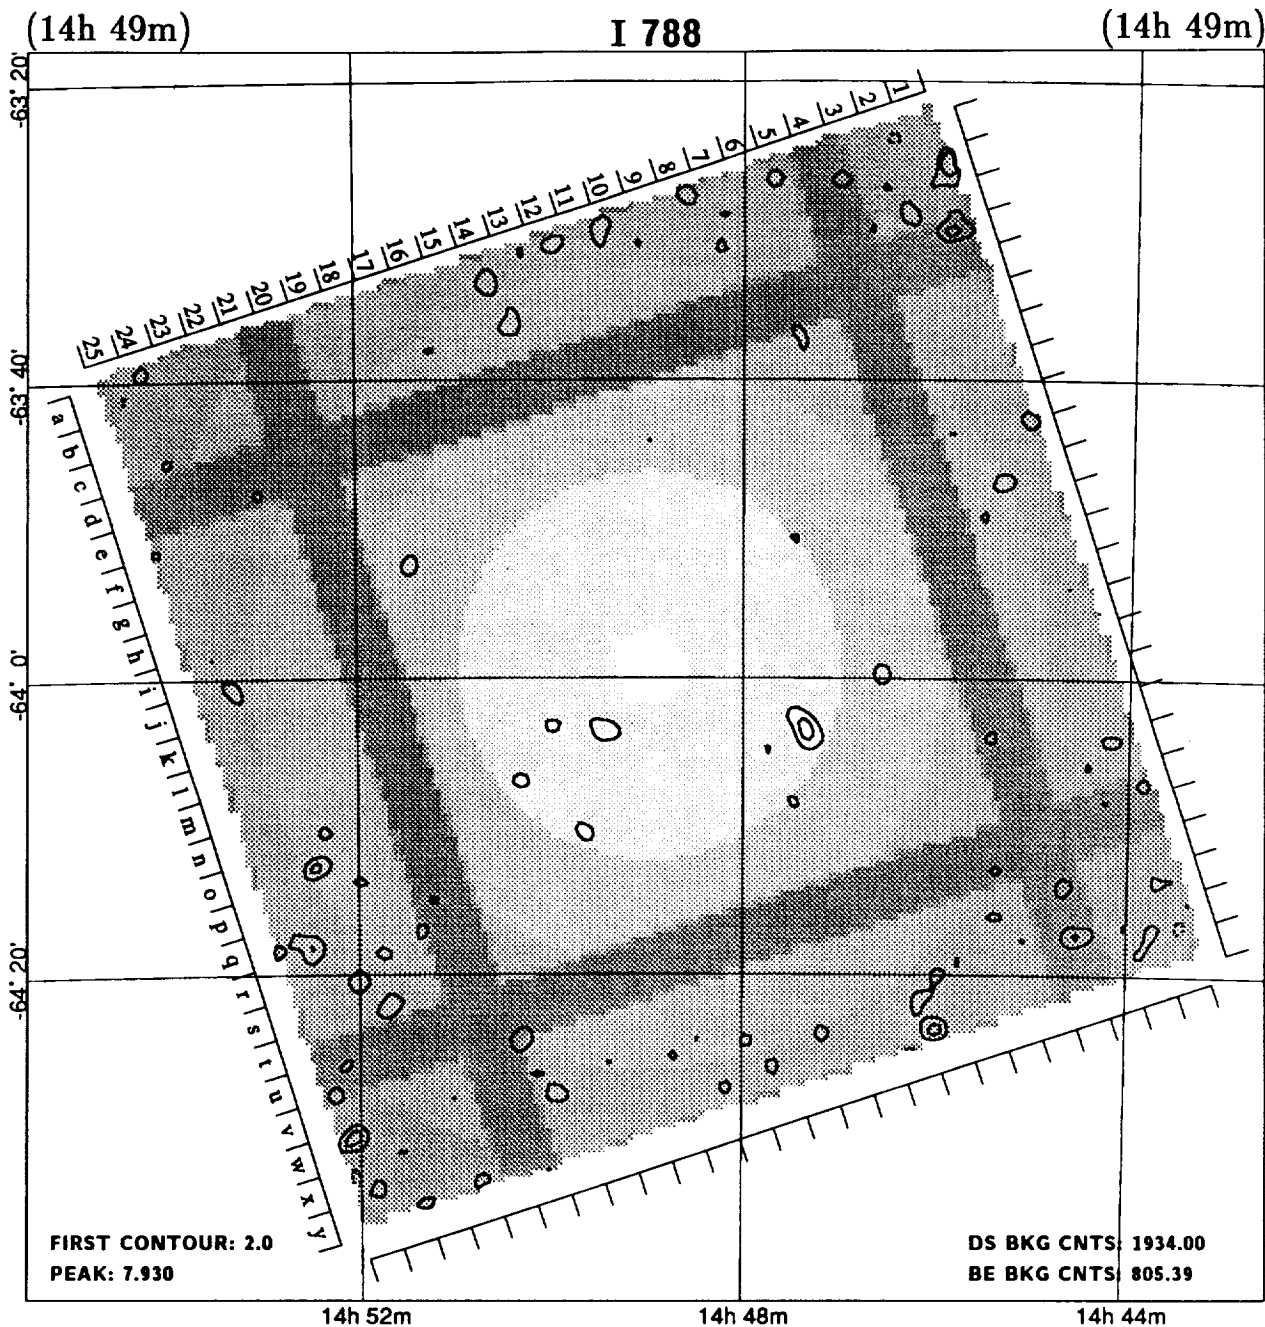 (14h 49m) I 788 (14h 49m)
-63° 20'
1
2
3
4
5
6
7
8
9
10
11
12
13
14
15
16
17
18
19
20
21
22
23
24
25
-63° 40'
a
b
c
d
e
f
g
h
i
j
k
l
m
n
o
p
q
r
s
t
u
v
w
x
y
-64° 0'
-64° 20'
FIRST CONTOUR: 2.0
PEAK: 7.930
DS BKG CNTS: 1934.00
BE BKG CNTS: 805.39
14h 52m 14h 48m 14h 44m